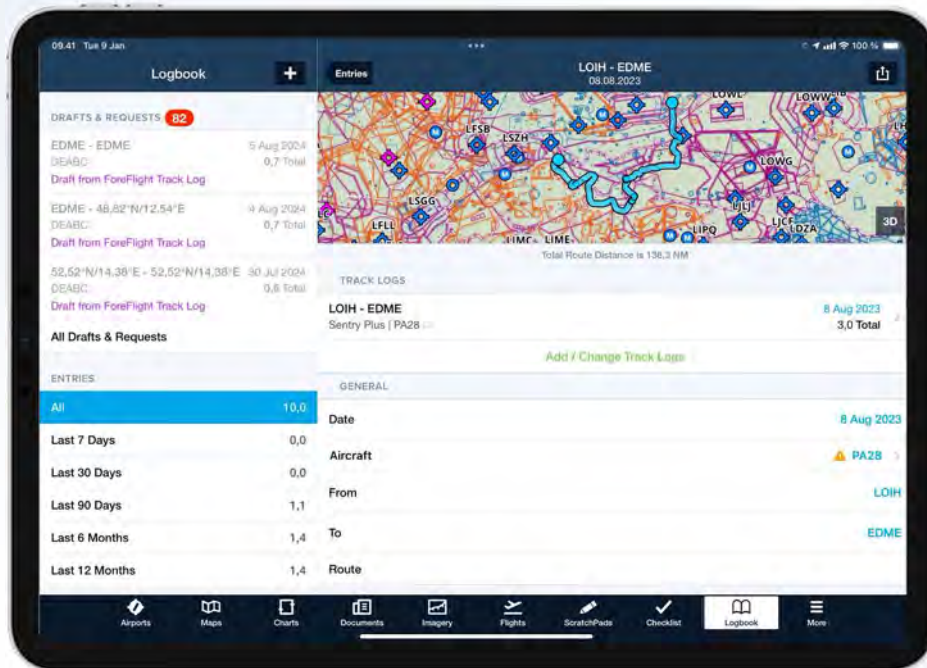 09.41 Tue 9 Jan
100 %
Logbook
+
Entries
LOIH - EDME
08.08.2023
DRAFTS & REQUESTS 82
EDME - EDME 5 Aug 2024
DEABC 0,7 Total
Draft from ForeFlight Track Log
EDME - 48,62°N/12.54°E 4 Aug 2024
DEABC 0,7 Total
Draft from ForeFlight Track Log
52,52°N/14,38°E - 52,52°N/14,38°E 30 Jul 2024
DEABC 0,6 Total
Draft from ForeFlight Track Log
All Drafts & Requests
ENTRIES
All 10,0
Last 7 Days 0,0
Last 30 Days 0,0
Last 90 Days 1,1
Last 6 Months 1,4
Last 12 Months 1,4
LOWL
LOWW
LFSB
LSZH
LOWG
LSGG
LJLJ
LFLL
LIPQ
LJCF
LDZA
LIMC
LIME
3D
Total Route Distance is 138,3 NM
TRACK LOGS
LOIH - EDME 8 Aug 2023
Sentry Plus | PA28 3,0 Total
Add / Change Track Logs
GENERAL
Date 8 Aug 2023
Aircraft PA28
From LOIH
To EDME
Route
Airports
Maps
Charts
Documents
Imagery
Flights
ScratchPads
Checklist
Logbook
More